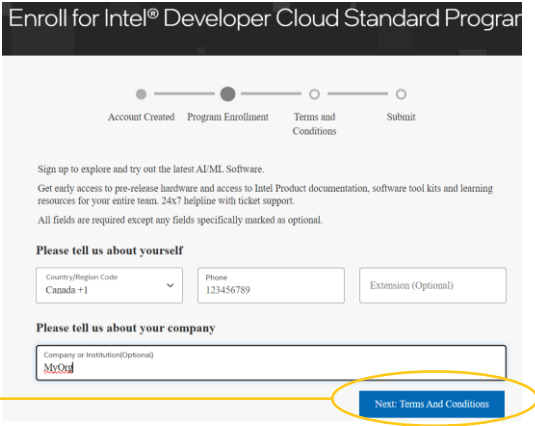 Enroll for Intel® Developer Cloud Standard Program
Account Created Program Enrollment Terms and Submit
Conditions
Sign up to explore and try out the latest AI/ML Software.
Get early access to pre-release hardware and access to Intel Product documentation, software tool kits and learning
resources for your entire team. 24x7 helpline with ticket support.
All fields are required except any fields specifically marked as optional.
Please tell us about yourself
Country/Region Code
Canada +1
Phone
123456789
Extension (Optional)
Please tell us about your company
Company or Institution(Optional)
MyOrg
Next: Terms And Conditions